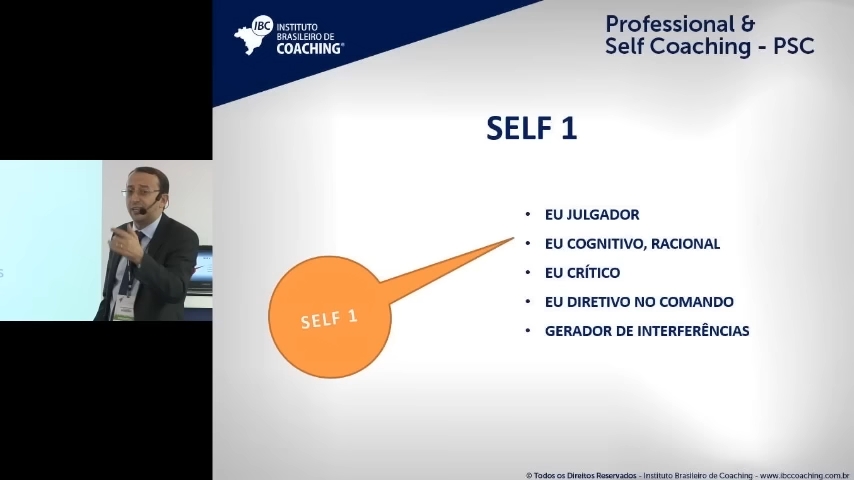 IBC
INSTITUTO
BRASILEIRO DE
COACHING®
Professional &
Self Coaching - PSC
SELF 1
• EU JULGADOR
• EU COGNITIVO, RACIONAL
• EU CRÍTICO
• EU DIRETIVO NO COMANDO
• GERADOR DE INTERFERÊNCIAS
SELF 1
S
© Todos os Direitos Reservados - Instituto Brasileiro de Coaching - www.ibccoaching.com.br